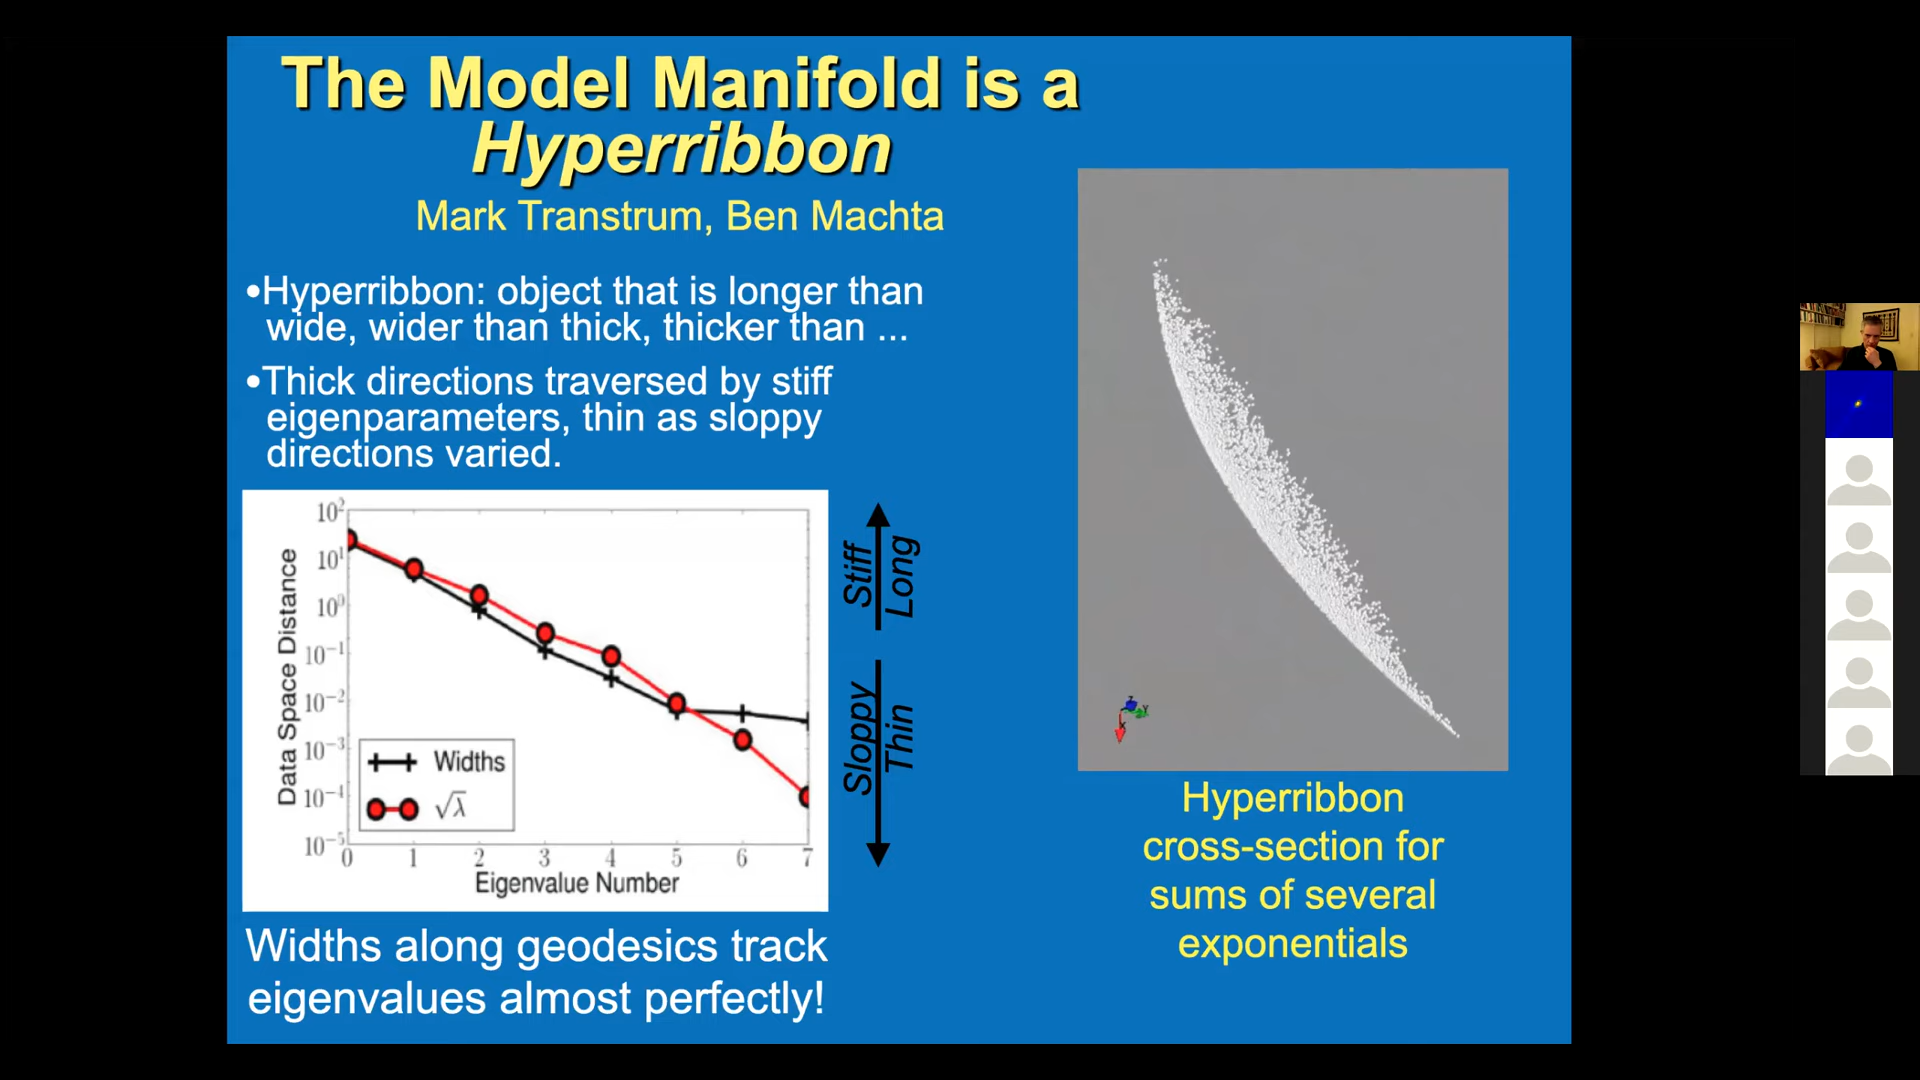 The Model Manifold is a
Hyperribbon
Mark Transtrum, Ben Machta
•Hyperribbon: object that is longer than
wide, wider than thick, thicker than ...
•Thick directions traversed by stiff
eigenparameters, thin as sloppy
directions varied.
10²
10¹
10⁰
10⁻¹
10⁻²
10⁻³
10⁻⁴
10⁻⁵
Data Space Distance
Widths
√λ
0 1 2 3 4 5 6 7
Eigenvalue Number
Stiff
Long
Sloppy
Thin
Widths along geodesics track
eigenvalues almost perfectly!
Z
Y
X
Hyperribbon
cross-section for
sums of several
exponentials